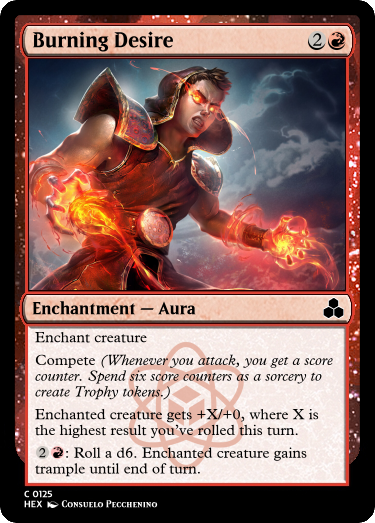 Burning Desire 2
Enchantment — Aura
Enchant creature
Compete (Whenever you attack, you get a score
counter. Spend six score counters as a sorcery to
create Trophy tokens.)
Enchanted creature gets +X/+0, where X is
the highest result you've rolled this turn.
2 : Roll a d6. Enchanted creature gains
trample until end of turn.
C 0125
HEX Consuelo Pecchenino